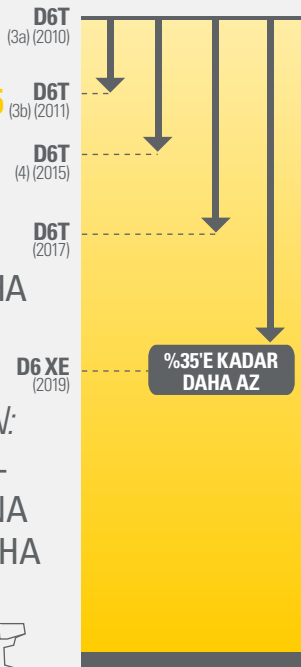 D6T
(3a) (2010)
D6T
(3b) (2011)
D6T
(4) (2015)
D6T
(2017)
D6 XE
(2019)
%35'E KADAR
DAHA AZ